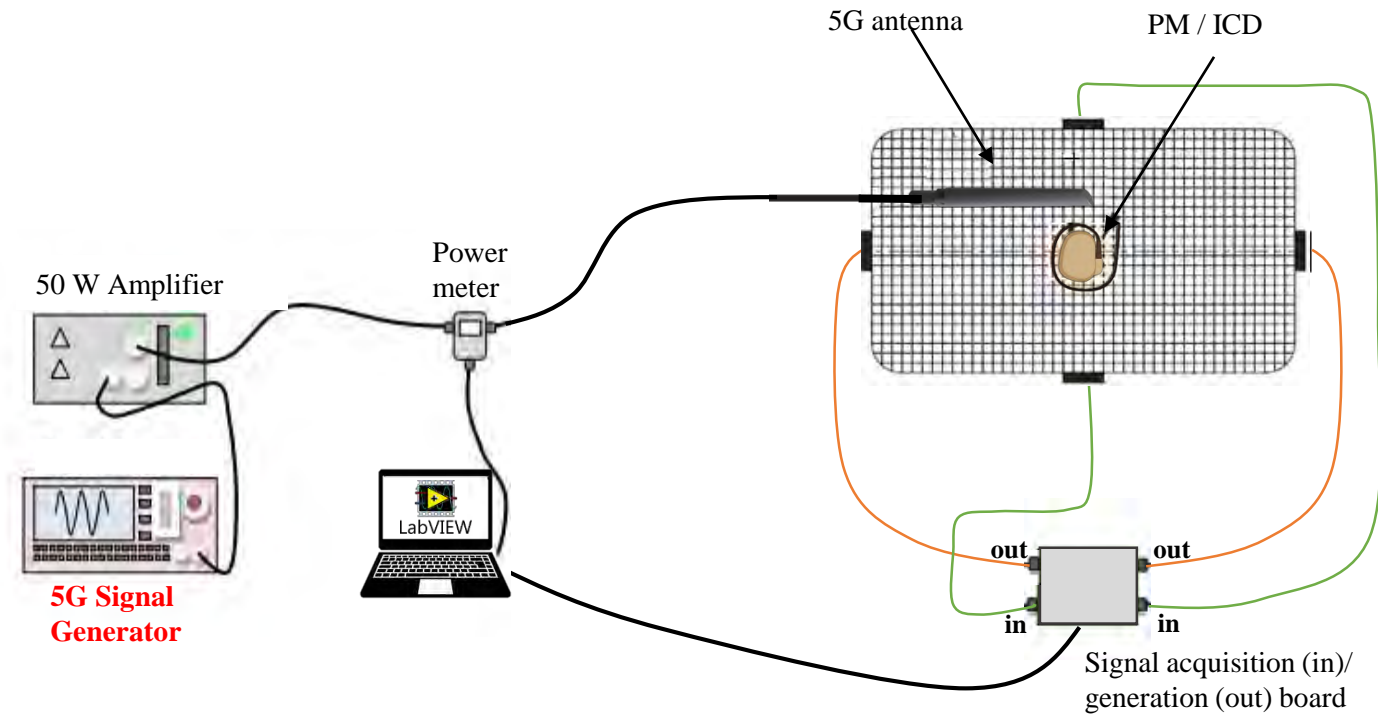 5G antenna
PM / ICD
Power
meter
50 W Amplifier
LabVIEW
5G Signal
Generator
out
out
in
in
Signal acquisition (in)/
generation (out) board